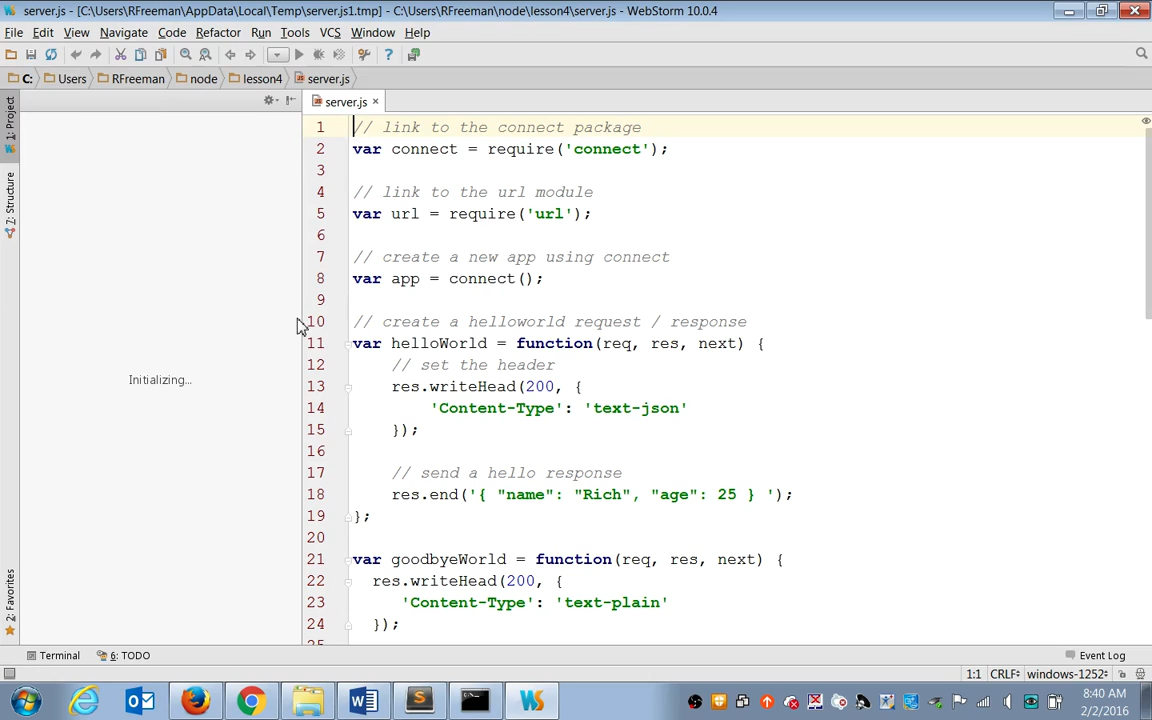 server.js - [C:\Users\RFreeman\AppData\Local\Temp\server.js1.tmp] - C:\Users\RFreeman\node\lesson4\server.js - WebStorm 10.0.4
File Edit View Navigate Code Refactor Run Tools VCS Window Help
C: Users RFreeman node lesson4 server.js
server.js
1: Project
7: Structure
2: Favorites
Initializing...
1 // link to the connect package
2 var connect = require('connect');
3
4 // link to the url module
5 var url = require('url');
6
7 // create a new app using connect
8 var app = connect();
9
10 // create a helloworld request / response
11 var helloWorld = function(req, res, next) {
12 // set the header
13 res.writeHead(200, {
14 'Content-Type': 'text-json'
15 });
16
17 // send a hello response
18 res.end('{ "name": "Rich", "age": 25 } ');
19 };
20
21 var goodbyeWorld = function(req, res, next) {
22 res.writeHead(200, {
23 'Content-Type': 'text-plain'
24 });
25
Terminal 6: TODO Event Log
1:1 CRLF windows-1252
8:40 AM
2/2/2016